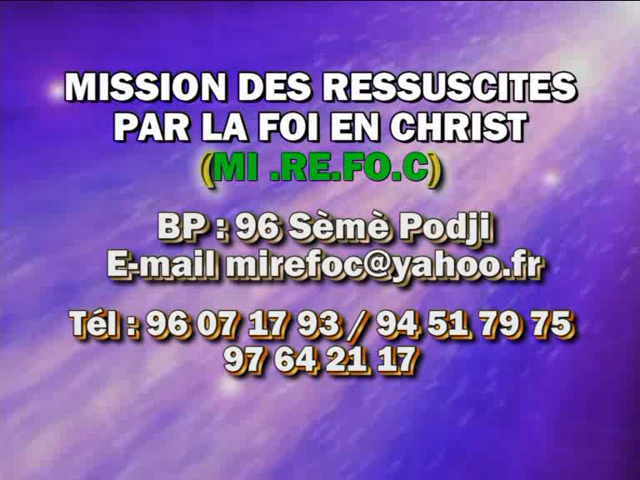 MISSION DES RESSUSCITES
PAR LA FOI EN CHRIST
(MI .RE.FO.C)
BP : 96 Sèmè Podji
E-mail mirefoc@yahoo.fr
Tél : 96 07 17 93 / 94 51 79 75
97 64 21 17